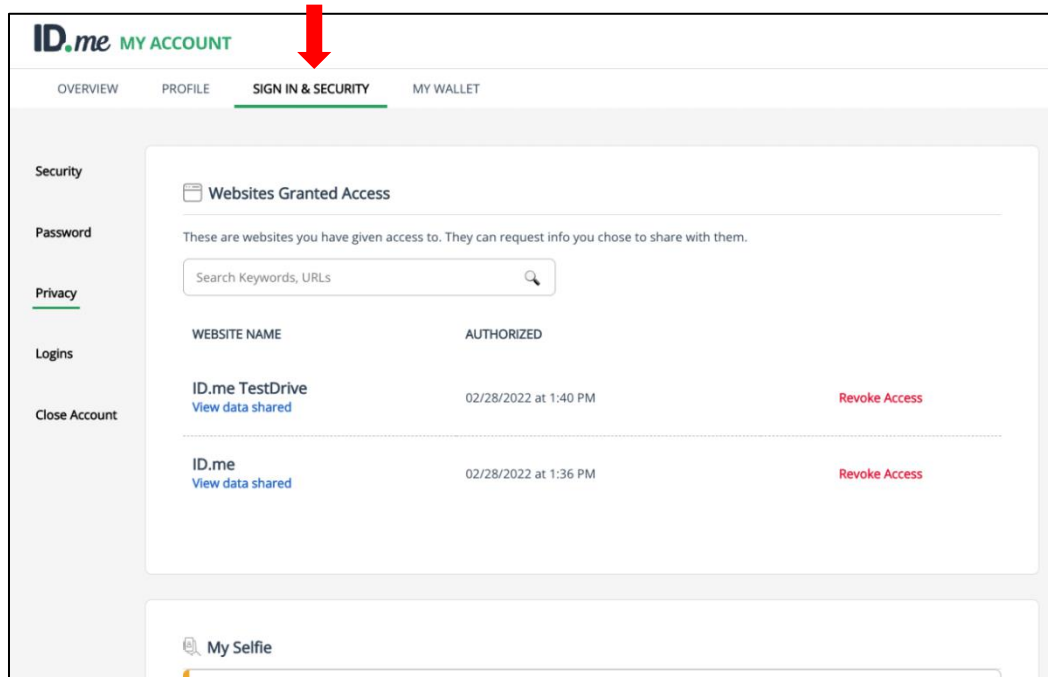 ID.me MY ACCOUNT
OVERVIEW PROFILE SIGN IN & SECURITY MY WALLET
Security
Password
Privacy
Logins
Close Account
Websites Granted Access
These are websites you have given access to. They can request info you chose to share with them.
Search Keywords, URLs
WEBSITE NAME AUTHORIZED
ID.me TestDrive
View data shared
02/28/2022 at 1:40 PM
Revoke Access
ID.me
View data shared
02/28/2022 at 1:36 PM
Revoke Access
My Selfie